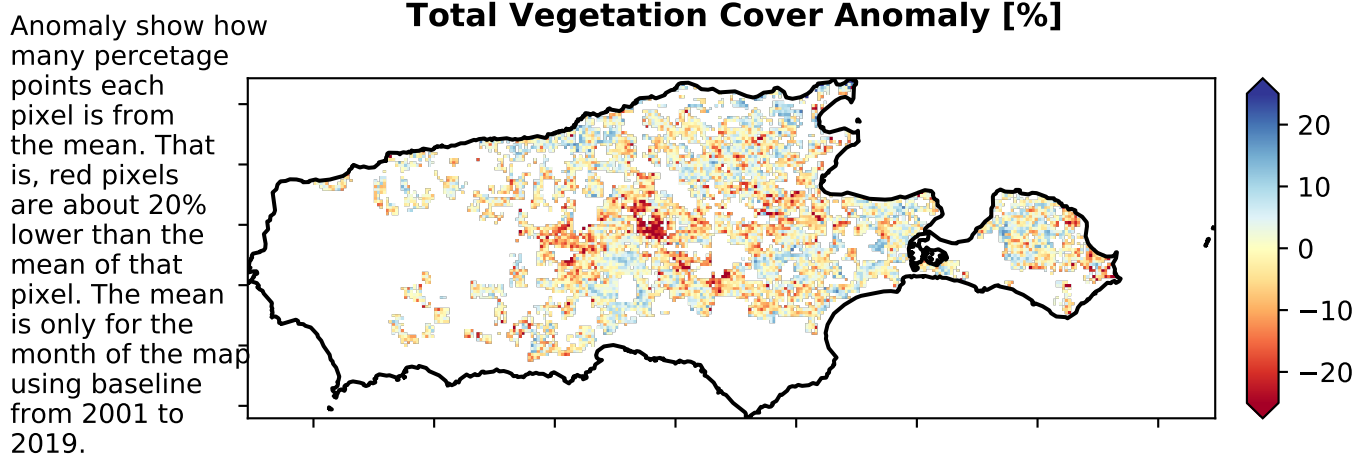 Total Vegetation Cover Anomaly [%]
Anomaly show how
many percetage
points each
pixel is from
the mean. That
is, red pixels
are about 20%
lower than the
mean of that
pixel. The mean
is only for the
month of the map
using baseline
from 2001 to
2019.
20
10
0
−10
−20